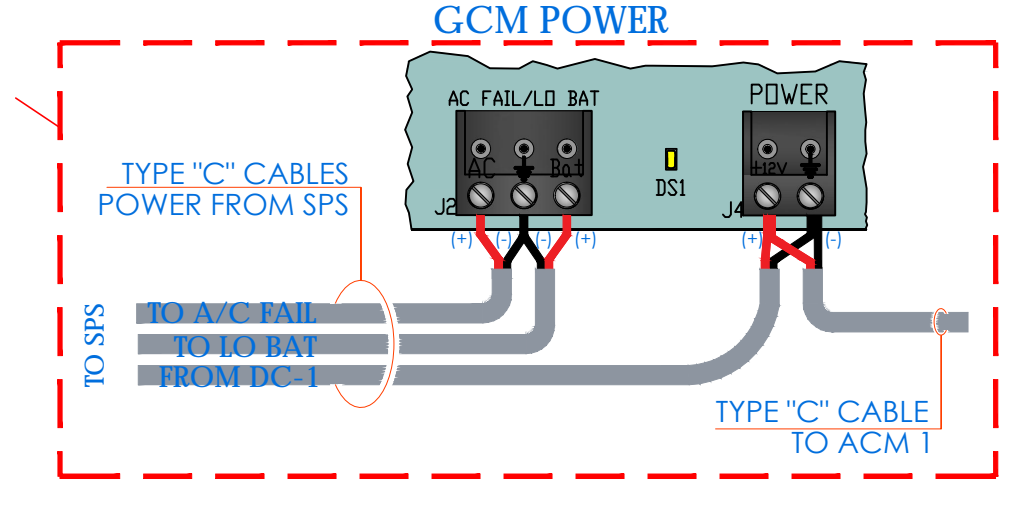 GCM POWER
AC FAIL/LO BAT
POWER
AC
Bat
+12V
DS1
J2
J4
(+)
(-)
(-)
(+)
(+)
(-)
TYPE "C" CABLES
POWER FROM SPS
TO SPS
TO A/C FAIL
TO LO BAT
FROM DC-1
TYPE "C" CABLE
TO ACM 1